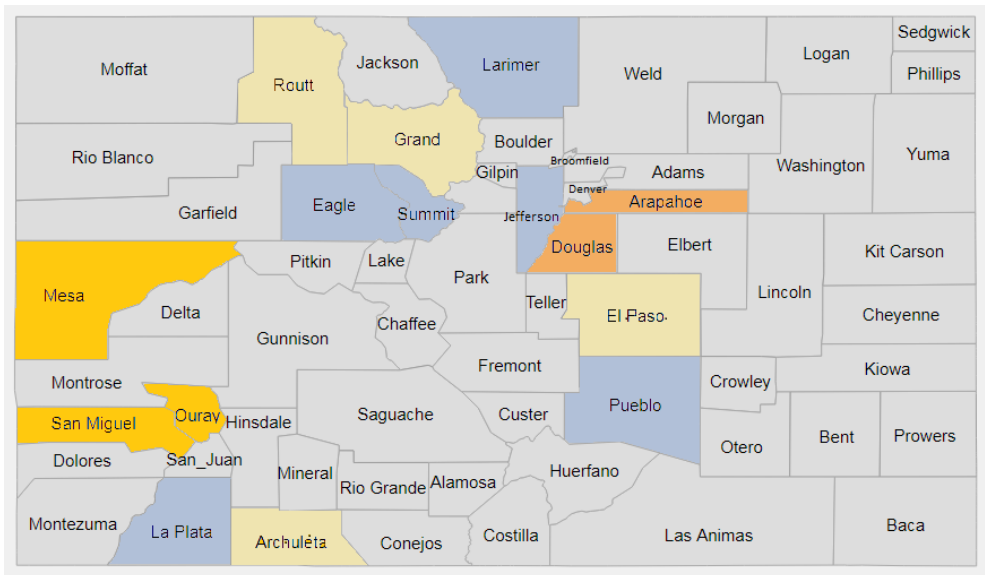 Sedgwick
Logan
Jackson
Moffat
Larimer
Weld
Phillips
Routt
Morgan
Grand
Boulder
Rio Blanco
Broomfield
Washington
Yuma
Gilpin
Adams
Denver
Eagle
Arapahoe
Garfield
Summit
Jefferson
Douglas
Elbert
Kit Carson
Pitkin
Lake
Park
Mesa
Lincoln
Teller
Delta
Chaffee
El Paso
Cheyenne
Gunnison
Fremont
Kiowa
Montrose
Crowley
Pueblo
Saguache
Custer
Ouray
San Miguel
Hinsdale
Bent
Prowers
Otero
Dolores
San_Juan
Mineral
Huerfano
Rio Grande
Alamosa
Montezuma
La Plata
Baca
Costilla
Las Animas
Archuleta
Conejos